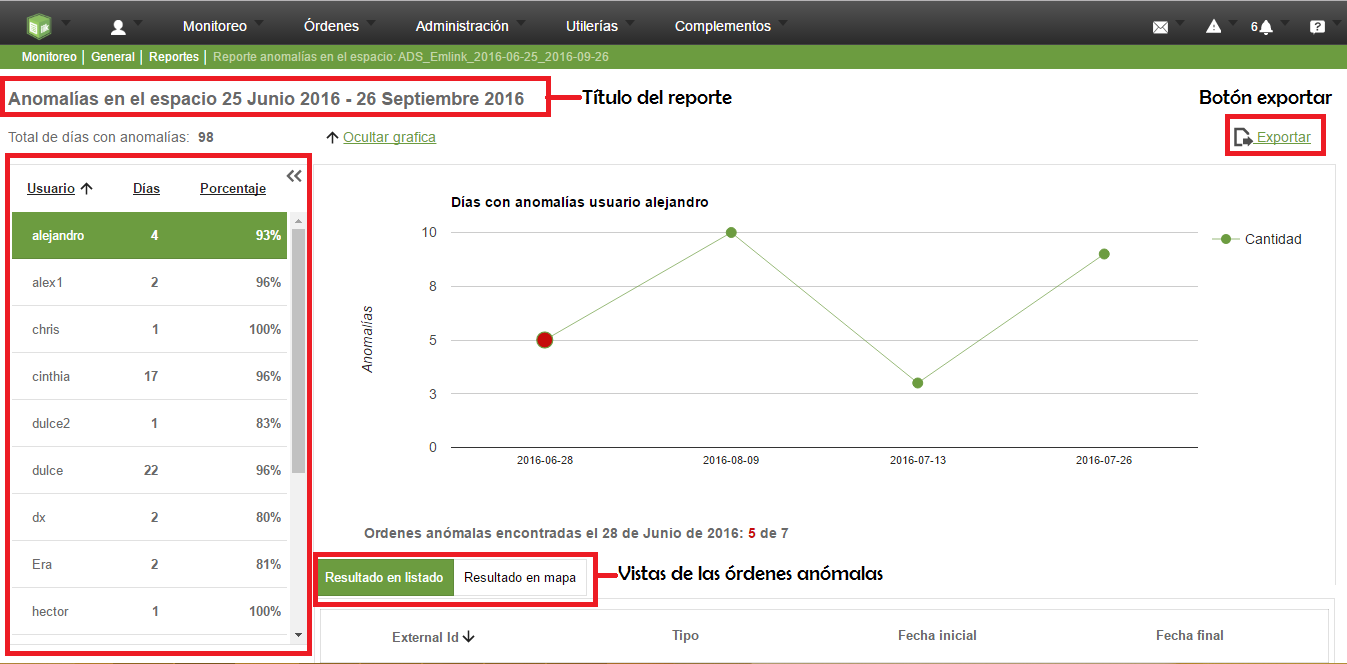 Monitoreo Órdenes Administración Utilerías Complementos 6 ?
Monitoreo | General | Reportes | Reporte anomalías en el espacio: ADS_Emlink_2016-06-25_2016-09-26
Anomalías en el espacio 25 Junio 2016 - 26 Septiembre 2016
Título del reporte
Botón exportar
Total de días con anomalías: 98
Ocultar grafica
Exportar
Usuario Días Porcentaje
alejandro 4 93%
alex1 2 96%
chris 1 100%
cinthia 17 96%
dulce2 1 83%
dulce 22 96%
dx 2 80%
Era 2 81%
hector 1 100%
Días con anomalías usuario alejandro
Cantidad
Anomalías
10
8
5
3
0
2016-06-28 2016-08-09 2016-07-13 2016-07-26
Ordenes anómalas encontradas el 28 de Junio de 2016: 5 de 7
Resultado en listado Resultado en mapa
Vistas de las órdenes anómalas
External Id Tipo Fecha inicial Fecha final